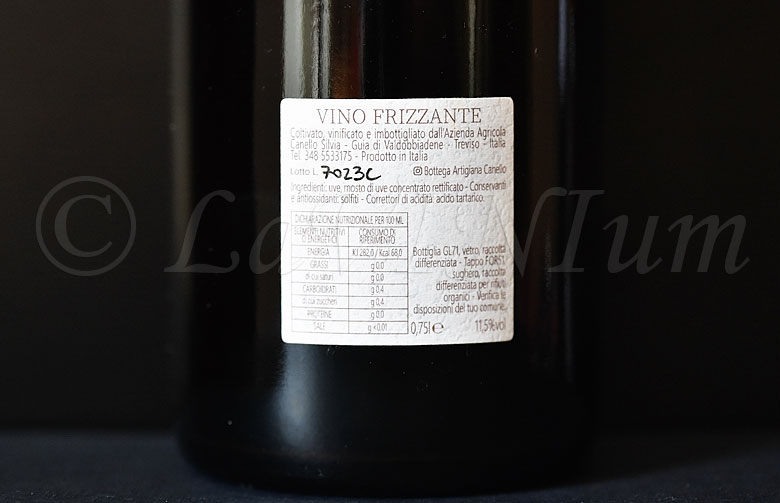 VINO FRIZZANTE
Coltivato, vinificato e imbottigliato dall'Azienda Agricola
Canello Silvia - Guia di Valdobbiadene - Treviso - Italia
Tel. 348 5533175 - Prodotto in Italia
Lotto L. 7023C Bottega Artigiana Canello
Ingredienti: uve, mosto di uve concentrato rettificato - Conservanti
e antiossidanti: solfiti - Correttori di acidità: acido tartarico.
DICHIARAZIONE NUTRIZIONALE PER 100 ML
ELEMENTI NUTRITIVI O ENERGETICI CONSUMO DI RIFERIMENTO
ENERGIA KJ 282,0 / Kcal 68,0
GRASSI g 0,0
di cui saturi g 0,0
CARBOIDRATI g 0,4
di cui zuccheri g 0,4
PROTEINE g 0,0
SALE g <0,01
Bottiglia GL71, vetro, raccolta
differenziata - Tappo FOR51,
sughero, raccolta
differenziata per rifiuti
organici - Verifica le
disposizioni del tuo comune.
0,75l e 11,5%vol